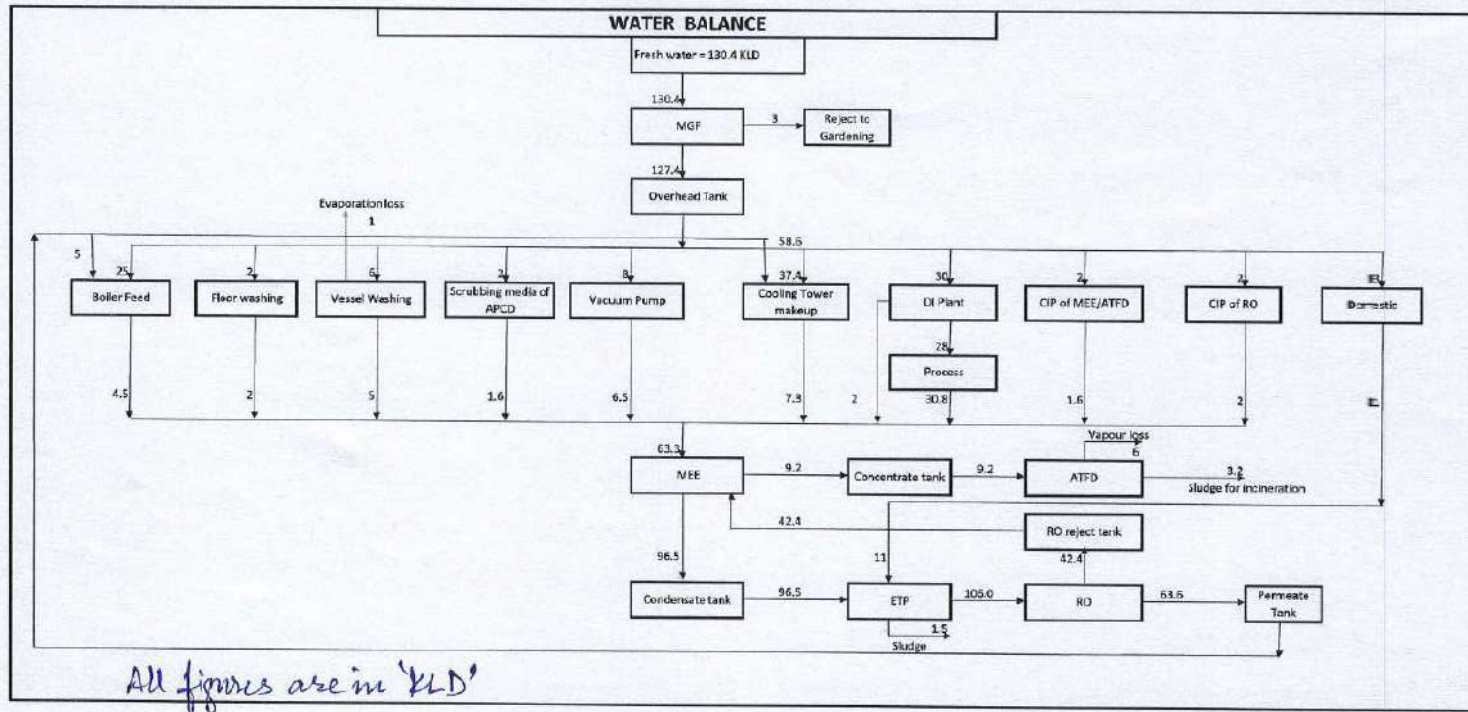 WATER BALANCE
Fresh water = 130.4 KLD
130.4
MGF
3
Reject to
Gardening
127.4
Overhead Tank
Evaporation loss
1
58.6
5
25
2
6
2
8
37.4
30
2
2
Boiler Feed
Floor washing
Vessel Washing
Scrubbing media of
APCD
Vacuum Pump
Cooling Tower
makeup
DI Plant
CIP of MEE/ATFD
CIP of RO
Domestic
28
Process
4.5
2
5
1.6
6.5
7.3
2
30.8
1.6
2
Vapour loss
6
63.3
MEE
9.2
Concentrate tank
9.2
ATFD
3.2
Sludge for incineration
42.4
RO reject tank
96.5
11
42.4
Condensate tank
96.5
ETP
106.0
RO
63.6
Permeate
Tank
1.5
Sludge
All figures are in 'KLD'